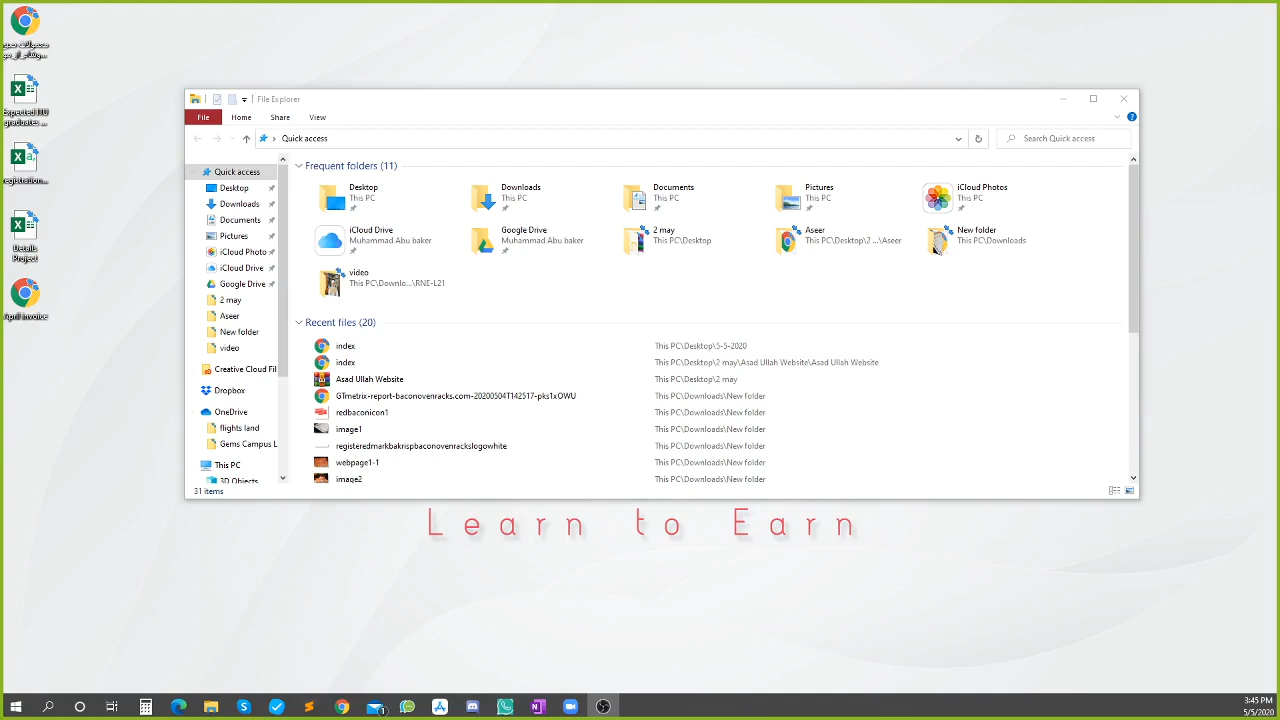 File Explorer
File
Home
Share
View
Quick access
Search Quick access
Quick access
Desktop
Downloads
Documents
Pictures
iCloud Photo
iCloud Drive
Google Drive
2 may
Aseer
New folder
video
Creative Cloud Fil
Dropbox
OneDrive
flights land
Gems Campus L
This PC
3D Objects
Frequent folders (11)
Desktop
This PC
Downloads
This PC
Documents
This PC
Pictures
This PC
iCloud Photos
This PC
iCloud Drive
Muhammad Abu baker
Google Drive
Muhammad Abu baker
2 may
This PC\Desktop
Aseer
This PC\Desktop\2 ...\Aseer
New folder
This PC\Downloads
video
This PC\Downlo...\RNE-L21
Recent files (20)
index This PC\Desktop\5-5-2020
index This PC\Desktop\2 may\Asad Ullah Website\Asad Ullah Website
Asad Ullah Website This PC\Desktop\2 may
GTmetrix-report-baconovenracks.com-20200504T142517-pks1xOWU This PC\Downloads\New folder
redbaconicon1 This PC\Downloads\New folder
image1 This PC\Downloads\New folder
registeredmarkbakrispbaconovenrackslogowhite This PC\Downloads\New folder
webpage1-1 This PC\Downloads\New folder
image2 This PC\Downloads\New folder
31 items
Expected ITU
graduates ...
registration...
Details
Project
April invoice
Learn to Earn
1
3:45 PM
5/5/2020